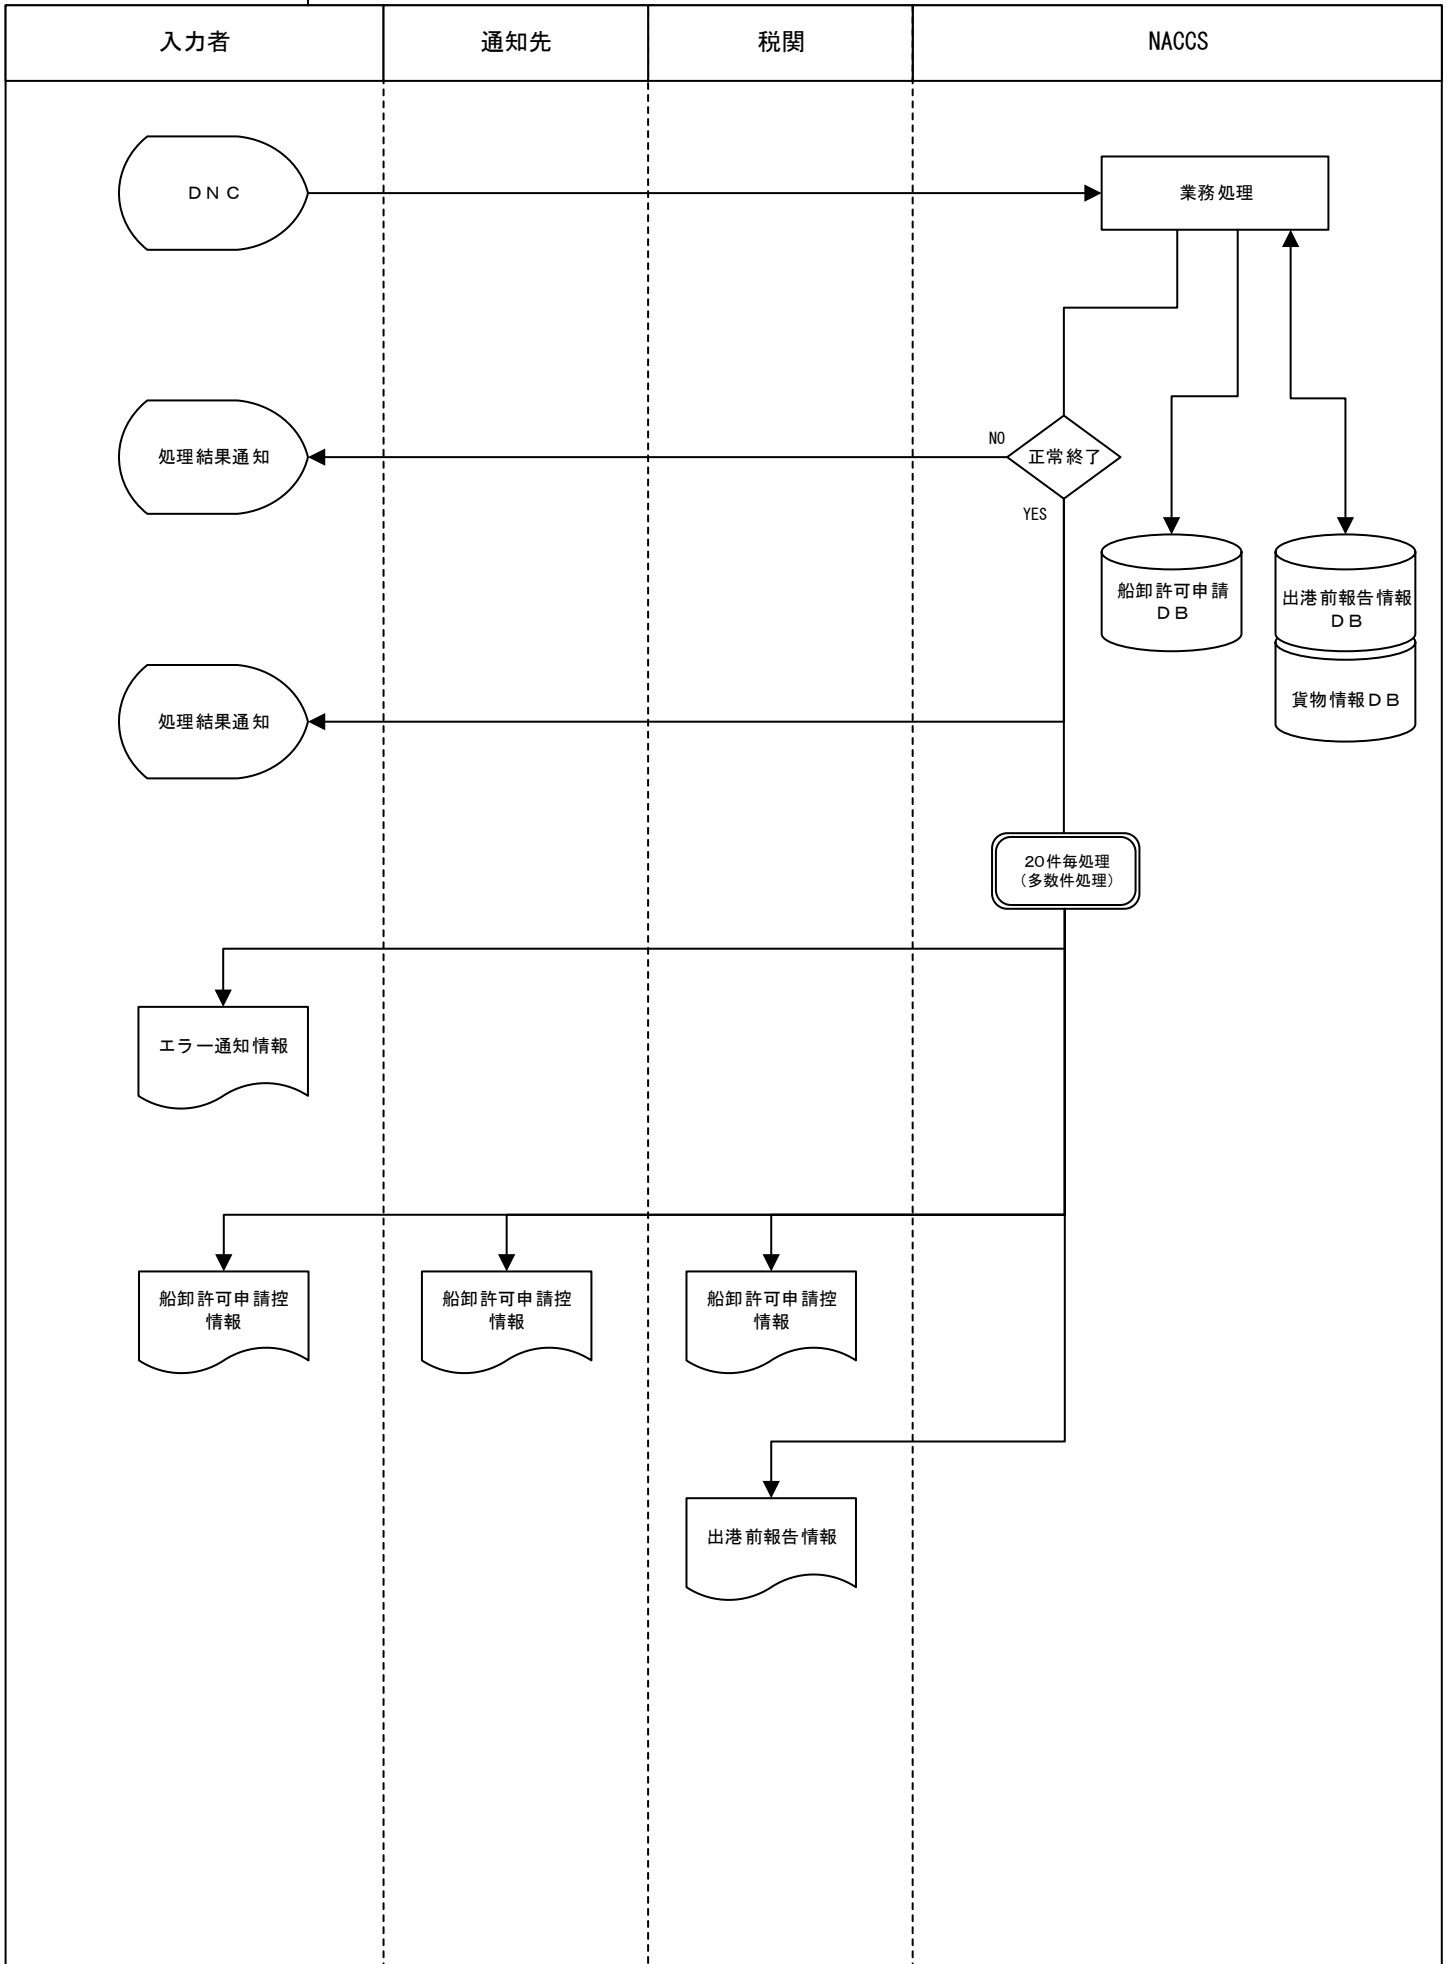 入力者
通知先
税関
NACCS
ＤＮＣ
業務処理
処理結果通知
NO
正常終了
YES
船卸許可申請
ＤＢ
出港前報告情報
ＤＢ
貨物情報ＤＢ
処理結果通知
20件毎処理
（多数件処理）
エラー通知情報
船卸許可申請控
情報
船卸許可申請控
情報
船卸許可申請控
情報
出港前報告情報